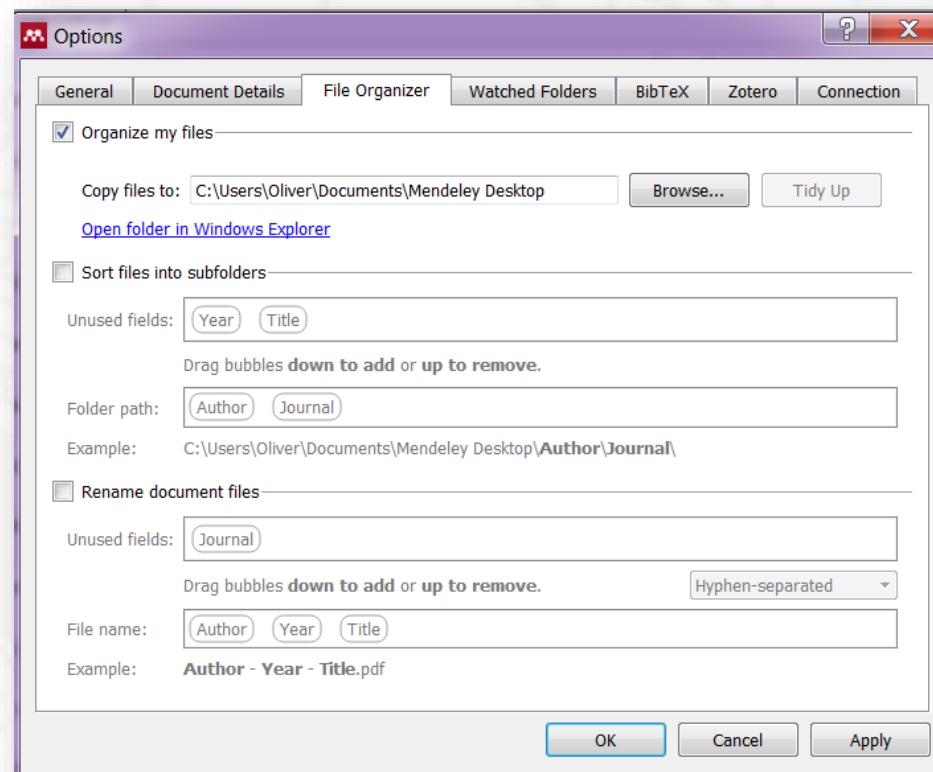 Options
General Document Details File Organizer Watched Folders BibTeX Zotero Connection
Organize my files
Copy files to: C:\Users\Oliver\Documents\Mendeley Desktop Browse... Tidy Up
Open folder in Windows Explorer
Sort files into subfolders
Unused fields: Year Title
Drag bubbles down to add or up to remove.
Folder path: Author Journal
Example: C:\Users\Oliver\Documents\Mendeley Desktop\Author\Journal\
Rename document files
Unused fields: Journal
Drag bubbles down to add or up to remove. Hyphen-separated
File name: Author Year Title
Example: Author - Year - Title.pdf
OK Cancel Apply